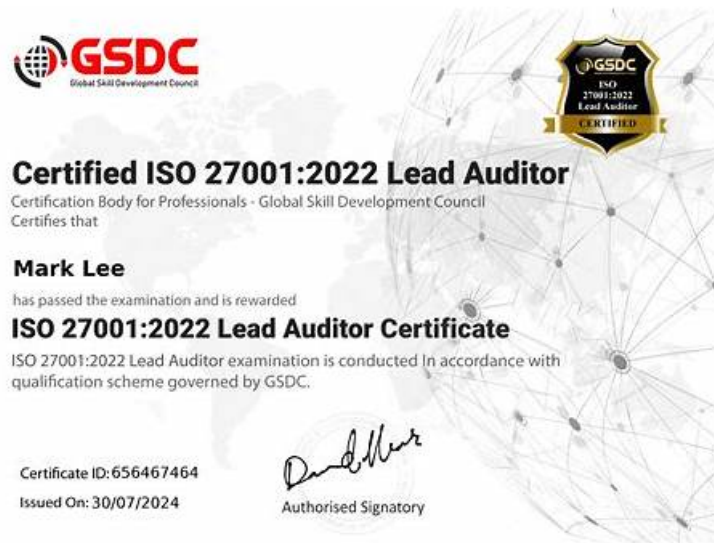 GSDC
Global Skill Development Council
GSDC
ISO
27001:2022
Lead Auditor
CERTIFIED
Certified ISO 27001:2022 Lead Auditor
Certification Body for Professionals - Global Skill Development Council
Certifies that
Mark Lee
has passed the examination and is rewarded
ISO 27001:2022 Lead Auditor Certificate
ISO 27001:2022 Lead Auditor examination is conducted In accordance with
qualification scheme governed by GSDC.
Certificate ID: 656467464
Issued On: 30/07/2024
Authorised Signatory